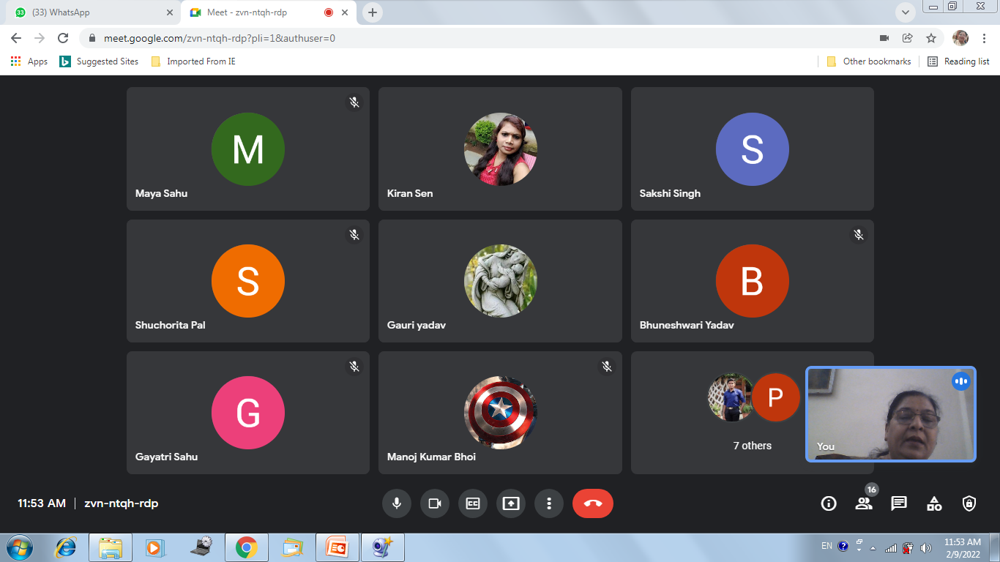 33 (33) WhatsApp
Meet - zvn-ntqh-rdp
meet.google.com/zvn-ntqh-rdp?pli=1&authuser=0
Apps
Suggested Sites
Imported From IE
Other bookmarks
Reading list
M
Maya Sahu
Kiran Sen
S
Sakshi Singh
S
Shuchorita Pal
Gauri yadav
B
Bhuneshwari Yadav
G
Gayatri Sahu
Manoj Kumar Bhoi
P
7 others
You
11:53 AM | zvn-ntqh-rdp
CC
16
EN
11:53 AM
2/9/2022